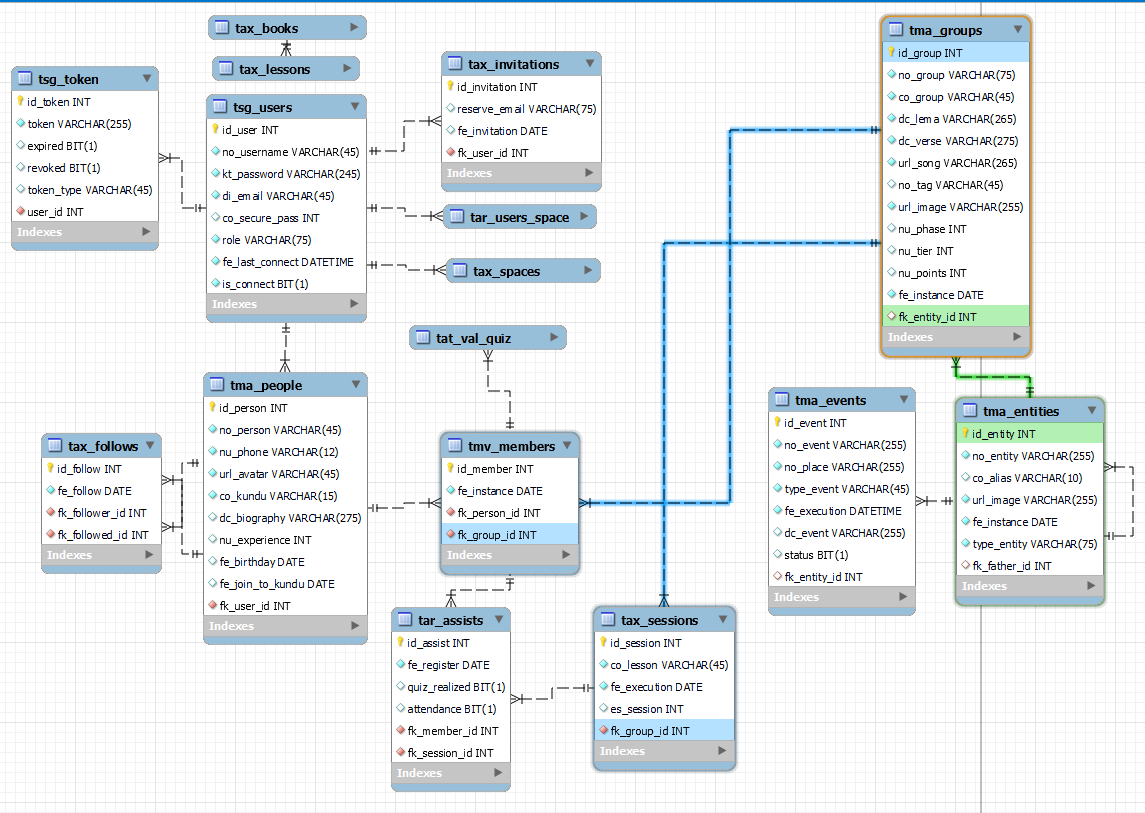 tax_books
tax_lessons
tsg_token
id_token INT
token VARCHAR(255)
expired BIT(1)
revoked BIT(1)
token_type VARCHAR(45)
user_id INT
Indexes
tsg_users
id_user INT
no_username VARCHAR(45)
kt_password VARCHAR(245)
di_email VARCHAR(45)
co_secure_pass INT
role VARCHAR(75)
fe_last_connect DATETIME
is_connect BIT(1)
Indexes
tax_invitations
id_invitation INT
reserve_email VARCHAR(75)
fe_invitation DATE
fk_user_id INT
Indexes
tar_users_space
tax_spaces
tma_groups
id_group INT
no_group VARCHAR(75)
co_group VARCHAR(45)
dc_lema VARCHAR(265)
dc_verse VARCHAR(275)
url_song VARCHAR(265)
no_tag VARCHAR(45)
url_image VARCHAR(255)
nu_phase INT
nu_tier INT
nu_points INT
fe_instance DATE
fk_entity_id INT
Indexes
tat_val_quiz
tma_people
id_person INT
no_person VARCHAR(45)
nu_phone VARCHAR(12)
url_avatar VARCHAR(45)
co_kundu VARCHAR(15)
dc_biography VARCHAR(275)
nu_experience INT
fe_birthday DATE
fe_join_to_kundu DATE
fk_user_id INT
Indexes
tax_follows
id_follow INT
fe_follow DATE
fk_follower_id INT
fk_followed_id INT
Indexes
tmv_members
id_member INT
fe_instance DATE
fk_person_id INT
fk_group_id INT
Indexes
tma_events
id_event INT
no_event VARCHAR(255)
no_place VARCHAR(255)
type_event VARCHAR(45)
fe_execution DATETIME
dc_event VARCHAR(255)
status BIT(1)
fk_entity_id INT
Indexes
tma_entities
id_entity INT
no_entity VARCHAR(255)
co_alias VARCHAR(10)
url_image VARCHAR(255)
fe_instance DATE
type_entity VARCHAR(75)
fk_father_id INT
Indexes
tar_assists
id_assist INT
fe_register DATE
quiz_realized BIT(1)
attendance BIT(1)
fk_member_id INT
fk_session_id INT
Indexes
tax_sessions
id_session INT
co_lesson VARCHAR(45)
fe_execution DATE
es_session INT
fk_group_id INT
Indexes